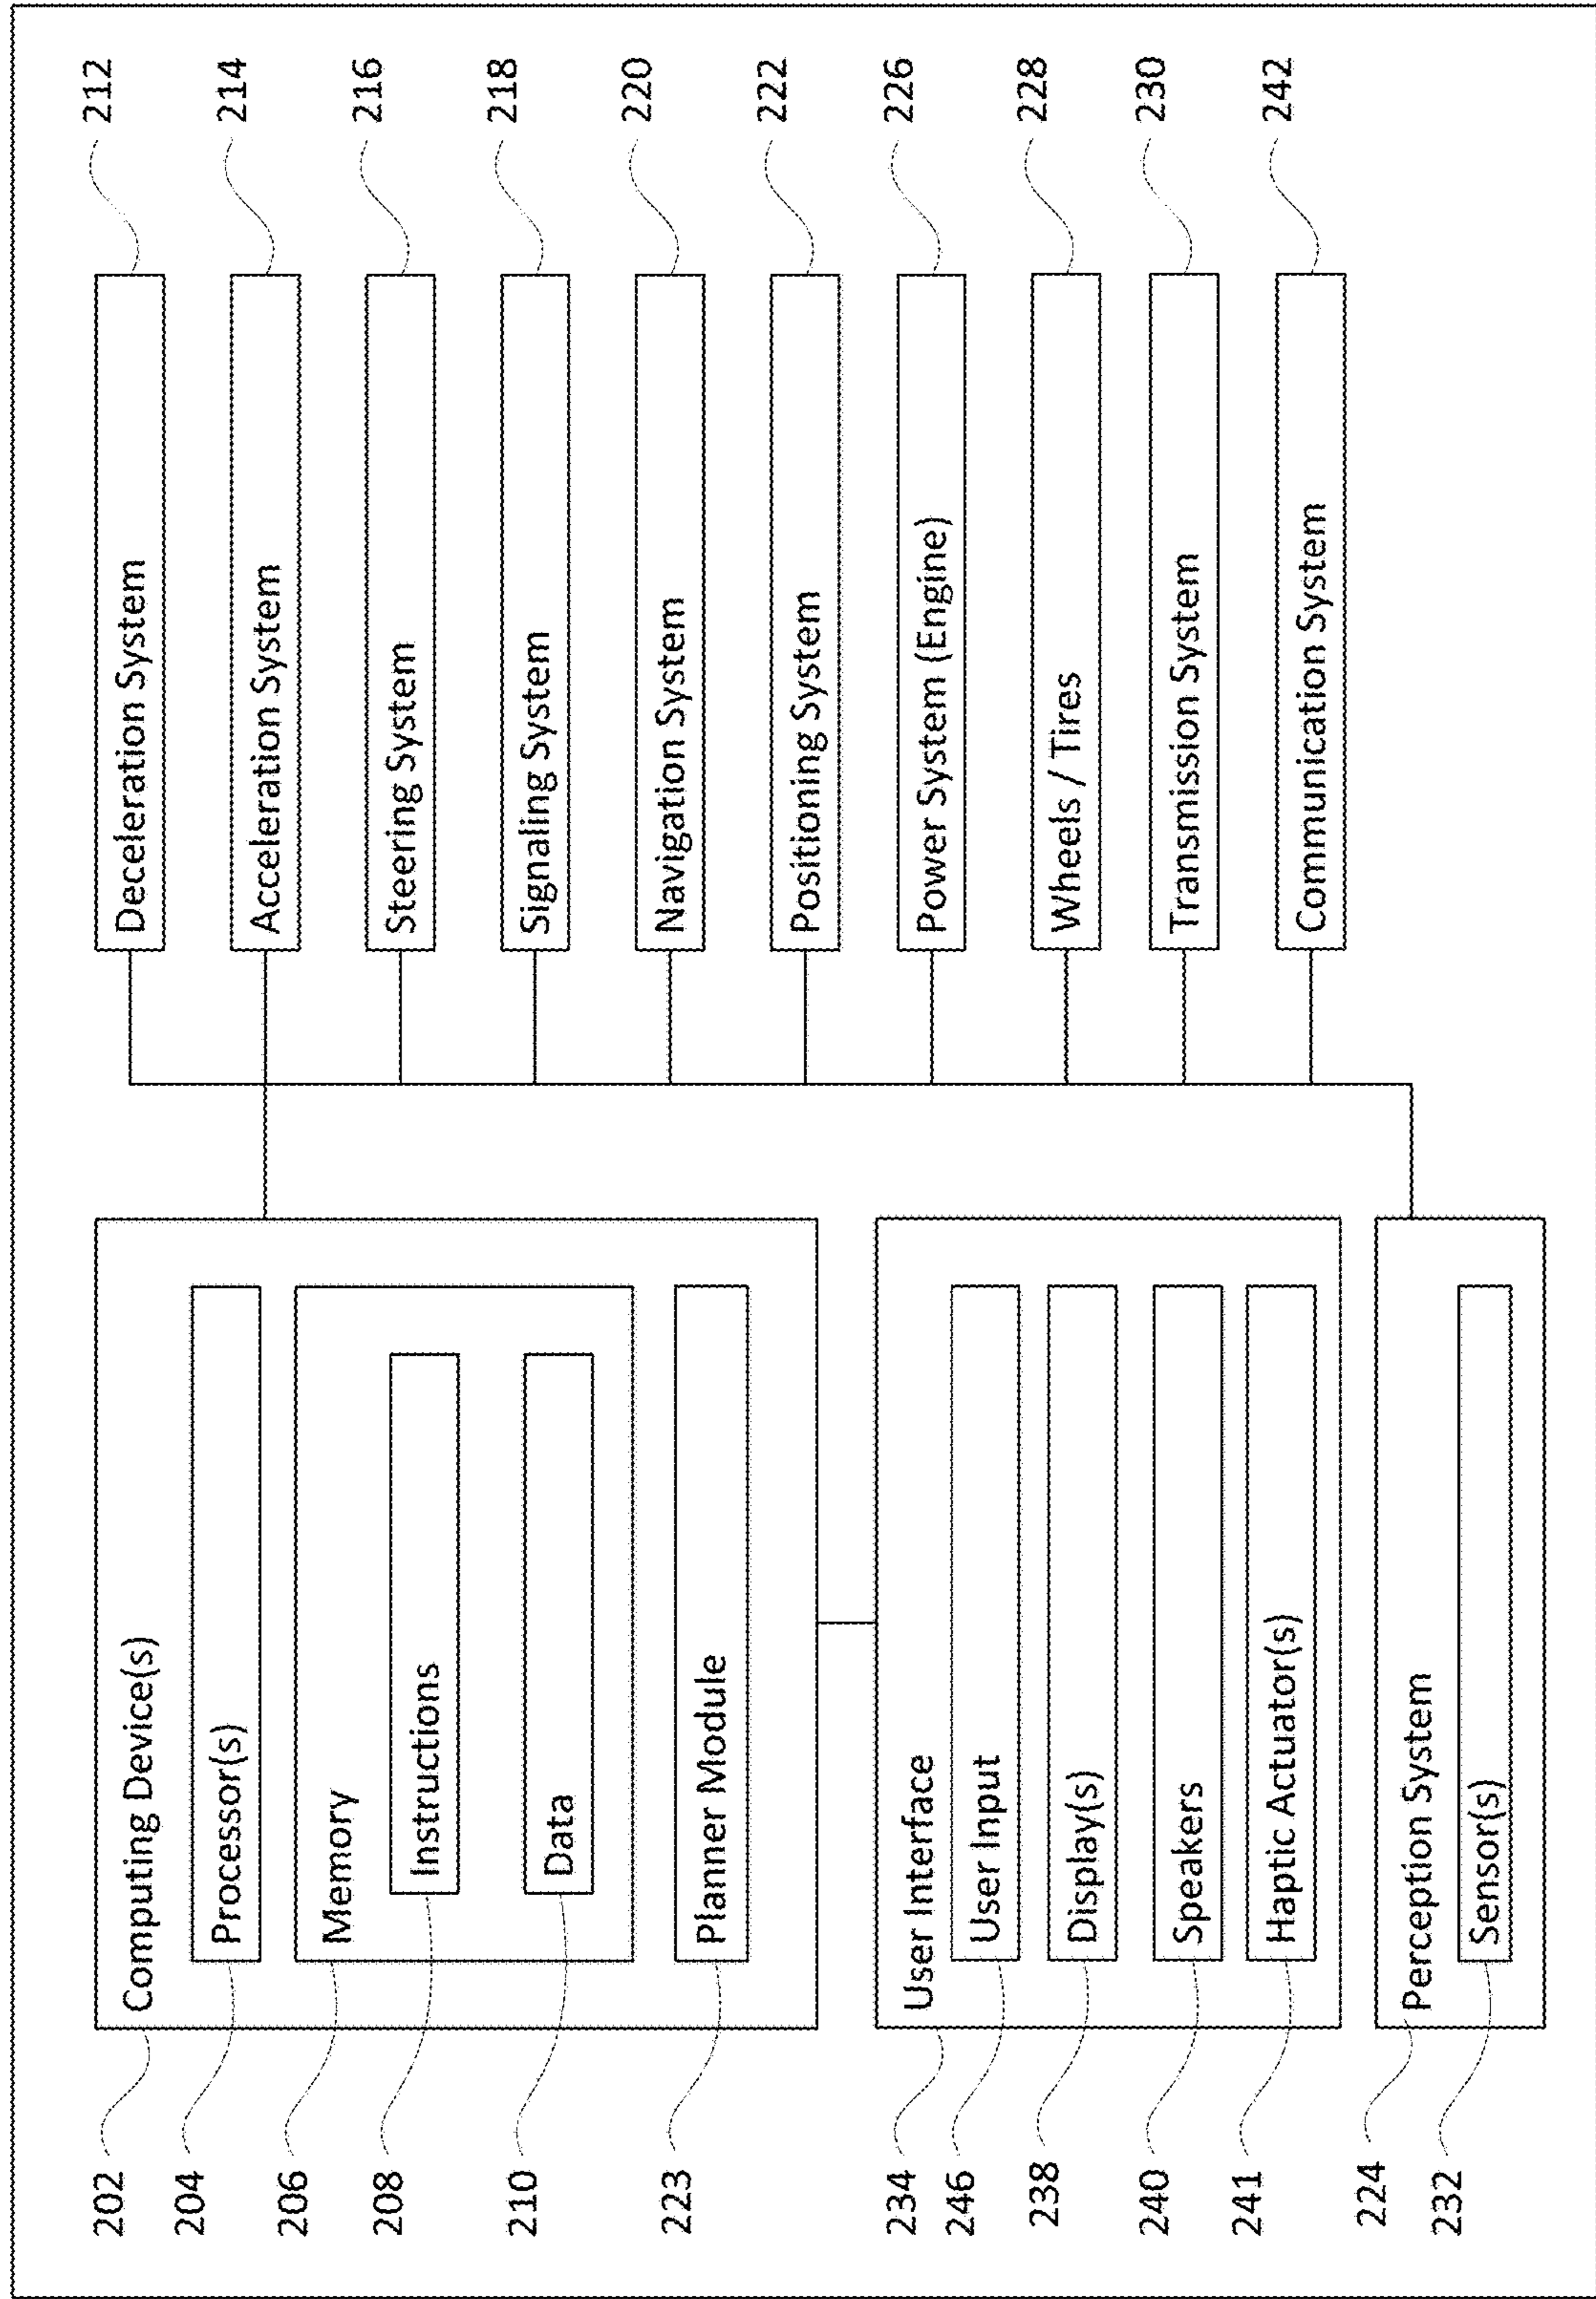 202
Computing Device(s)
204
Processor(s)
206
Memory
208
Instructions
210
Data
223
Planner Module
234
User Interface
246
User Input
238
Display(s)
240
Speakers
241
Haptic Actuator(s)
224
Perception System
232
Sensor(s)
Deceleration System
212
Acceleration System
214
Steering System
216
Signaling System
218
Navigation System
220
Positioning System
222
Power System (Engine)
226
Wheels / Tires
228
Transmission System
230
Communication System
242